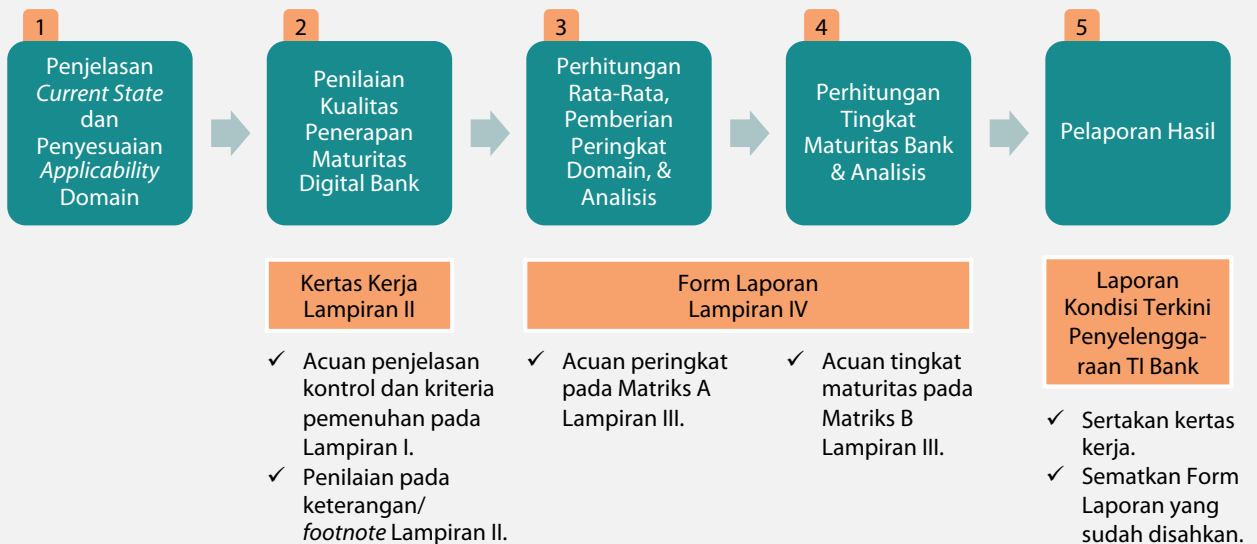 1
Penjelasan
Current State
dan
Penyesuaian
Applicability
Domain
2
Penilaian
Kualitas
Penerapan
Maturitas
Digital Bank
3
Perhitungan
Rata-Rata,
Pemberian
Peringkat
Domain, &
Analisis
4
Perhitungan
Tingkat
Maturitas Bank
& Analisis
5
Pelaporan Hasil
Kertas Kerja
Lampiran II
✓ Acuan penjelasan
kontrol dan kriteria
pemenuhan pada
Lampiran I.
✓ Penilaian pada
keterangan/
footnote Lampiran II.
Form Laporan
Lampiran IV
✓ Acuan peringkat
pada Matriks A
Lampiran III.
✓ Acuan tingkat
maturitas pada
Matriks B
Lampiran III.
Laporan
Kondisi Terkini
Penyelengga-
raan TI Bank
✓ Sertakan kertas
kerja.
✓ Sematkan Form
Laporan yang
sudah disahkan.